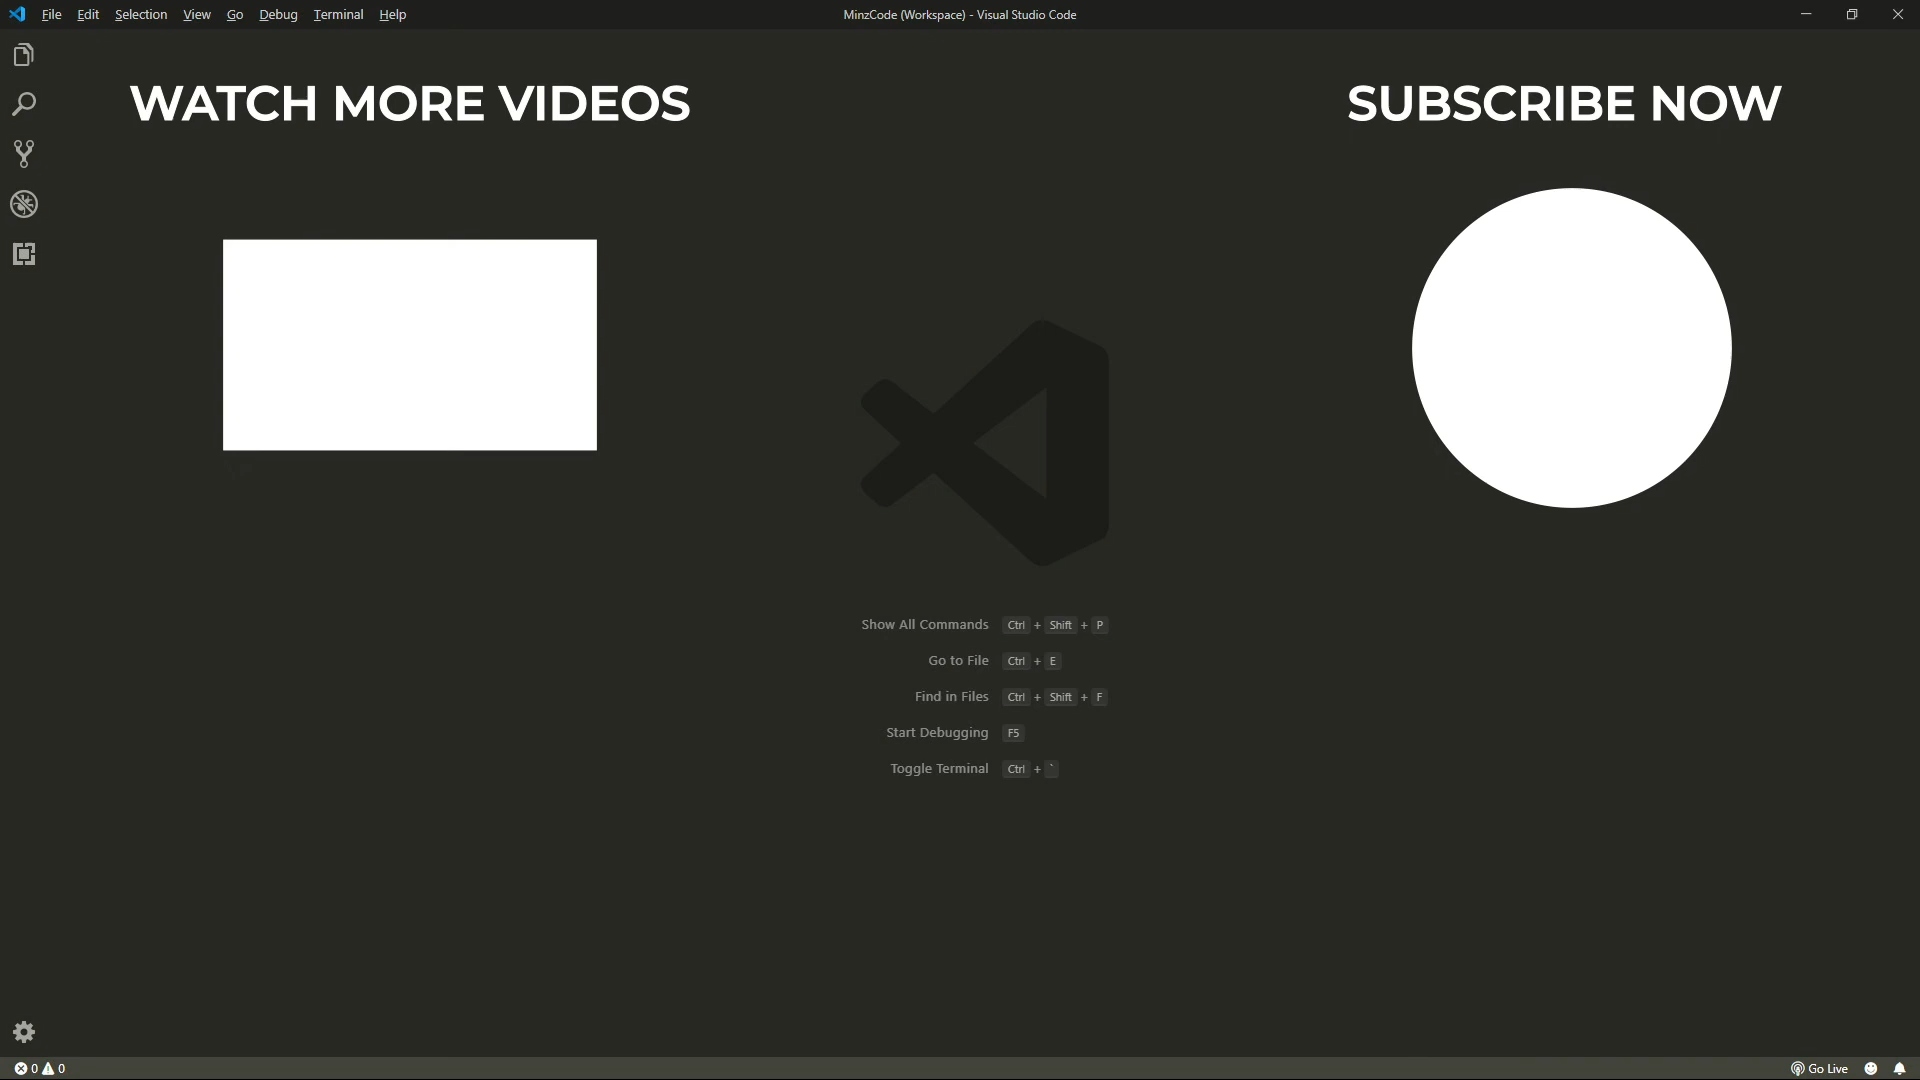 File Edit Selection View Go Debug Terminal Help
MinzCode (Workspace) - Visual Studio Code
WATCH MORE VIDEOS
SUBSCRIBE NOW
Show All Commands Ctrl + Shift + P
Go to File Ctrl + E
Find in Files Ctrl + Shift + F
Start Debugging F5
Toggle Terminal Ctrl + `
0 0
Go Live